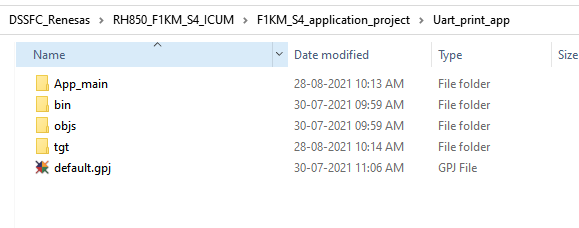 DSSFC_Renesas > RH850_F1KM_S4_ICUM > F1KM_S4_application_project > Uart_print_app
Name Date modified Type Size
App_main 28-08-2021 10:13 AM File folder
bin 30-07-2021 09:59 AM File folder
objs 30-07-2021 09:59 AM File folder
tgt 28-08-2021 10:14 AM File folder
default.gpj 30-07-2021 11:06 AM GPJ File